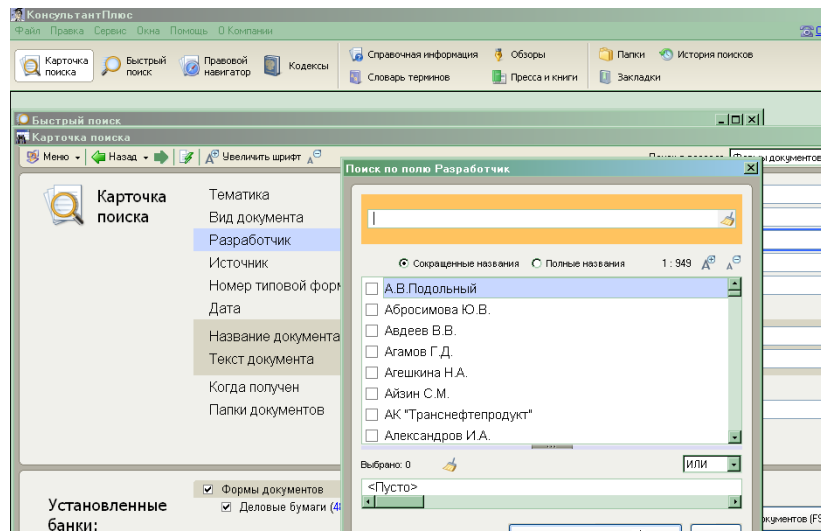 КонсультантПлюс
Файл Правка Сервис Окна Помощь О Компании
Карточка поиска
Быстрый поиск
Правовой навигатор
Кодексы
Справочная информация
Обзоры
Папки
История поисков
Словарь терминов
Пресса и книги
Закладки
Быстрый поиск
Карточка поиска
Меню Назад Увеличить шрифт
Поиск по полю Разработчик
Карточка
поиска
Тематика
Вид документа
Разработчик
Источник
Номер типовой
Дата
Название документа
Текст документа
Когда получен
Папки документов
Сокращенные названия Полные названия 1 : 949
А.В.Подольный
Абросимова Ю.В.
Авдеев В.В.
Агамов Г.Д.
Агешкина Н.А.
Айзин С.М.
АК "Транснефтепродукт"
Александров И.А.
Выбрано: 0
ИЛИ
<Пусто>
Установленные
банки:
Формы документов
Деловые бумаги